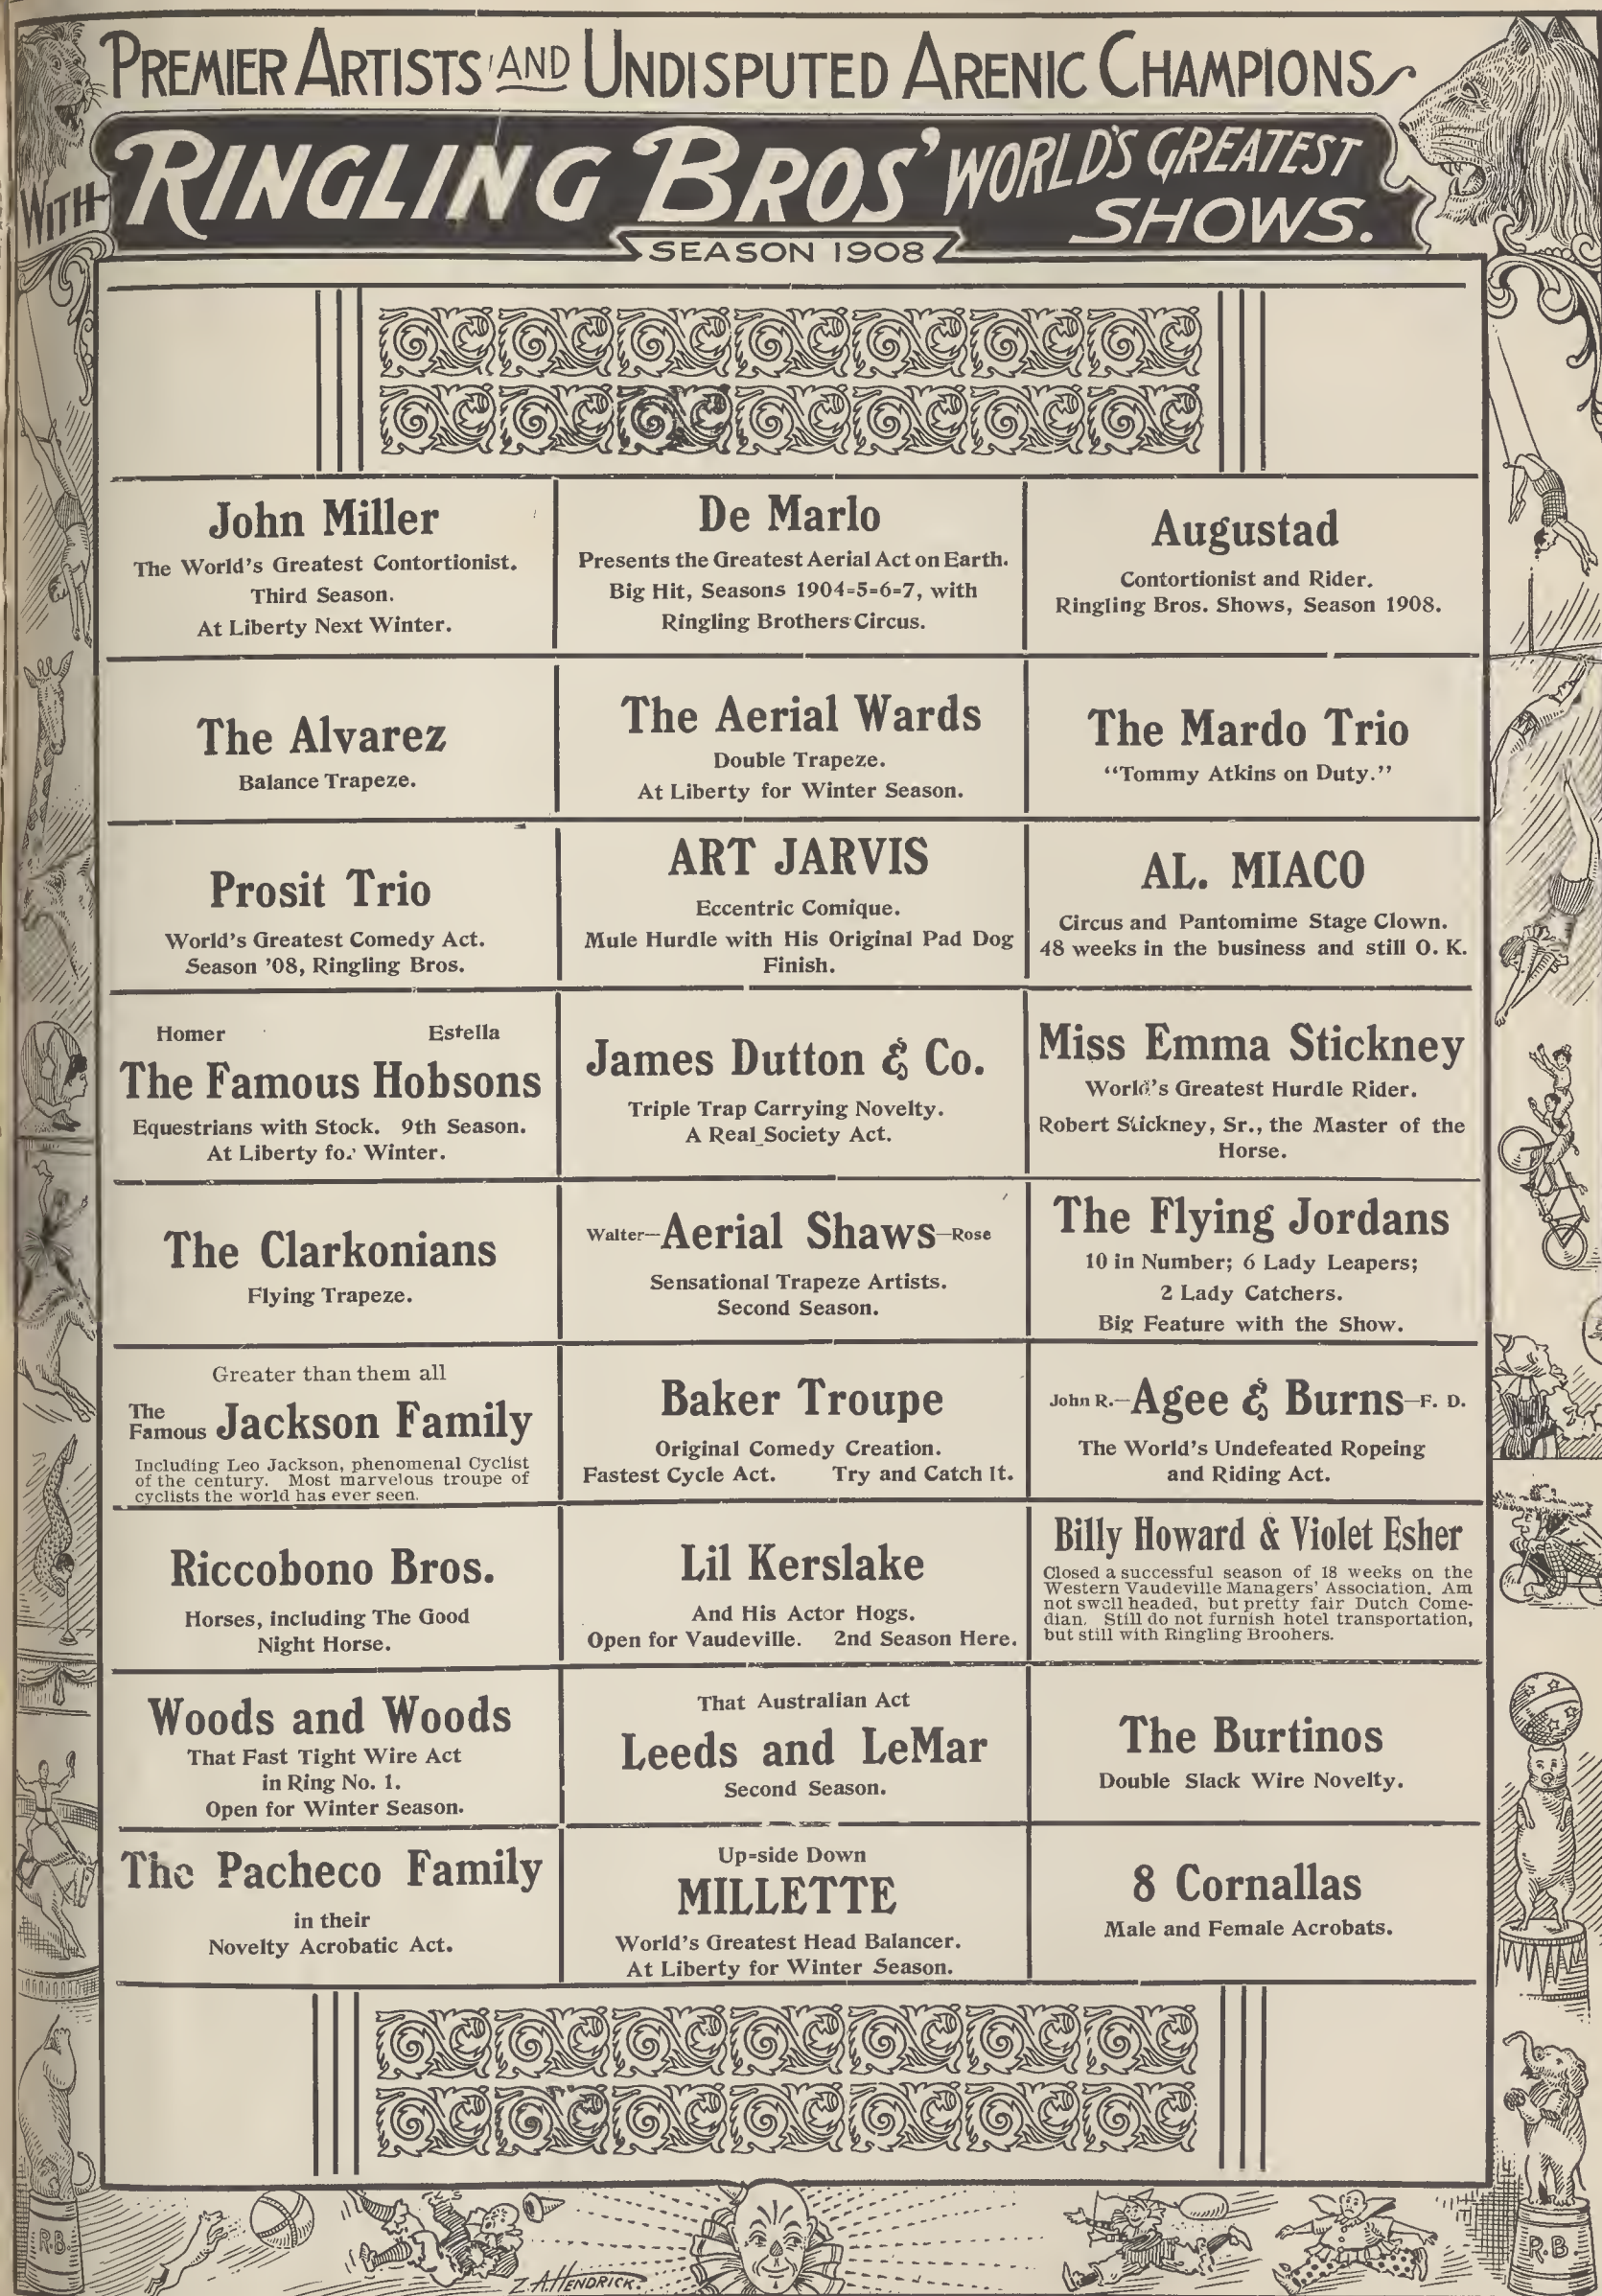 PREMIER ARTISTS AND UNDISPUTED ARENIC CHAMPIONS
WITH RINGLING BROS' WORLD'S GREATEST SHOWS.
SEASON 1908
John Miller
The World's Greatest Contortionist.
Third Season.
At Liberty Next Winter.
De Marlo
Presents the Greatest Aerial Act on Earth.
Big Hit, Seasons 1904=5=6=7, with
Ringling Brothers Circus.
Augustad
Contortionist and Rider.
Ringling Bros. Shows, Season 1908.
The Alvarez
Balance Trapeze.
The Aerial Wards
Double Trapeze.
At Liberty for Winter Season.
The Mardo Trio
"Tommy Atkins on Duty."
Prosit Trio
World's Greatest Comedy Act.
Season '08, Ringling Bros.
ART JARVIS
Eccentric Comique.
Mule Hurdle with His Original Pad Dog
Finish.
AL. MIACO
Circus and Pantomime Stage Clown.
48 weeks in the business and still O. K.
Homer Estella
The Famous Hobsons
Equestrians with Stock. 9th Season.
At Liberty for Winter.
James Dutton & Co.
Triple Trap Carrying Novelty.
A Real Society Act.
Miss Emma Stickney
World's Greatest Hurdle Rider.
Robert Stickney, Sr., the Master of the
Horse.
The Clarkonians
Flying Trapeze.
Walter—Aerial Shaws—Rose
Sensational Trapeze Artists.
Second Season.
The Flying Jordans
10 in Number; 6 Lady Leapers;
2 Lady Catchers.
Big Feature with the Show.
Greater than them all
The Famous Jackson Family
Including Leo Jackson, phenomenal Cyclist
of the century. Most marvelous troupe of
cyclists the world has ever seen.
Baker Troupe
Original Comedy Creation.
Fastest Cycle Act. Try and Catch It.
John R.—Agee & Burns—F. D.
The World's Undefeated Ropeing
and Riding Act.
Riccobono Bros.
Horses, including The Good
Night Horse.
Lil Kerslake
And His Actor Hogs.
Open for Vaudeville. 2nd Season Here.
Billy Howard & Violet Esher
Closed a successful season of 18 weeks on the
Western Vaudeville Managers' Association. Am
not swell headed, but pretty fair Dutch Come-
dian. Still do not furnish hotel transportation,
but still with Ringling Broohers.
Woods and Woods
That Fast Tight Wire Act
in Ring No. 1.
Open for Winter Season.
That Australian Act
Leeds and LeMar
Second Season.
The Burtinos
Double Slack Wire Novelty.
The Pacheco Family
in their
Novelty Acrobatic Act.
Up=side Down
MILLETTE
World's Greatest Head Balancer.
At Liberty for Winter Season.
8 Cornallas
Male and Female Acrobats.
R.B.
Z.A. HENDRICK.
R.B.